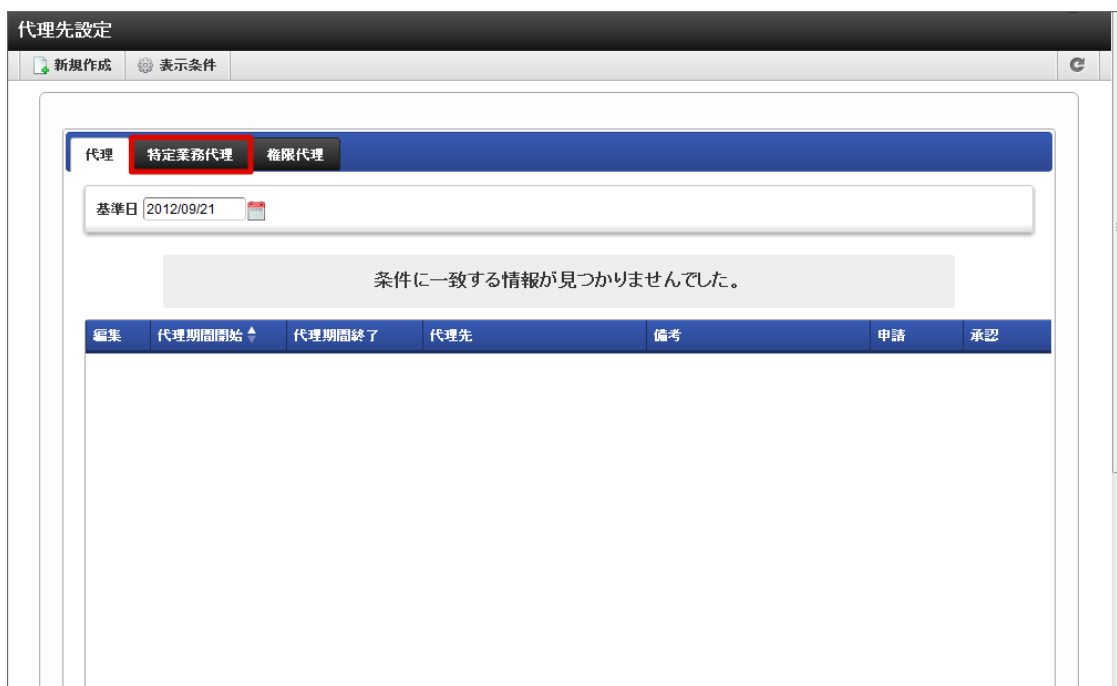 代理先設定
新規作成 表示条件
代理 特定業務代理 権限代理
基準日 2012/09/21
条件に一致する情報が見つかりませんでした。
編集 代理期間開始 代理期間終了 代理先 備考 申請 承認